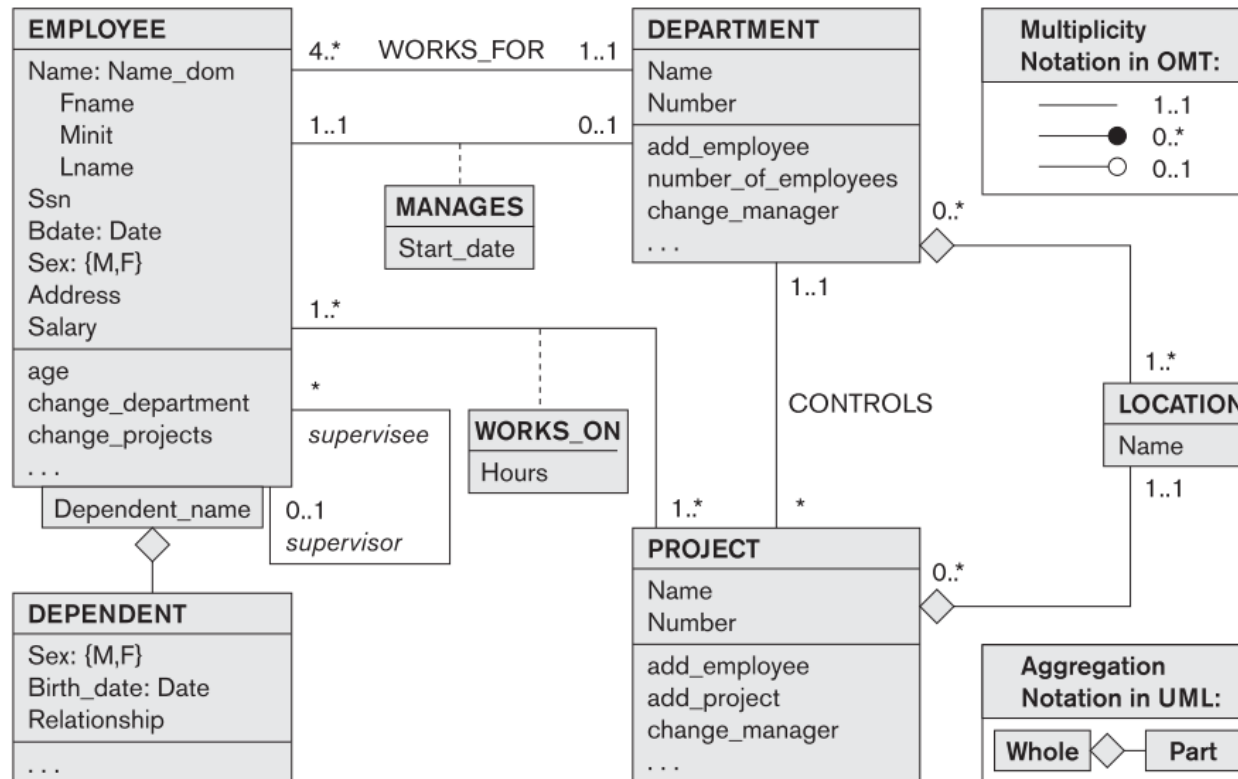 EMPLOYEE
Name: Name_dom
Fname
Minit
Lname
Ssn
Bdate: Date
Sex: {M,F}
Address
Salary
age
change_department
change_projects
. . .
Dependent_name
4..* WORKS_FOR 1..1
1..1 0..1
MANAGES
Start_date
1..*
*
supervisee
0..1
supervisor
WORKS_ON
Hours
1..*
DEPARTMENT
Name
Number
add_employee
number_of_employees
change_manager
. . .
0..*
1..1
CONTROLS
*
1..*
LOCATION
Name
1..1
PROJECT
Name
Number
add_employee
add_project
change_manager
. . .
0..*
DEPENDENT
Sex: {M,F}
Birth_date: Date
Relationship
. . .
Multiplicity
Notation in OMT:
1..1
0..*
0..1
Aggregation
Notation in UML:
Whole Part